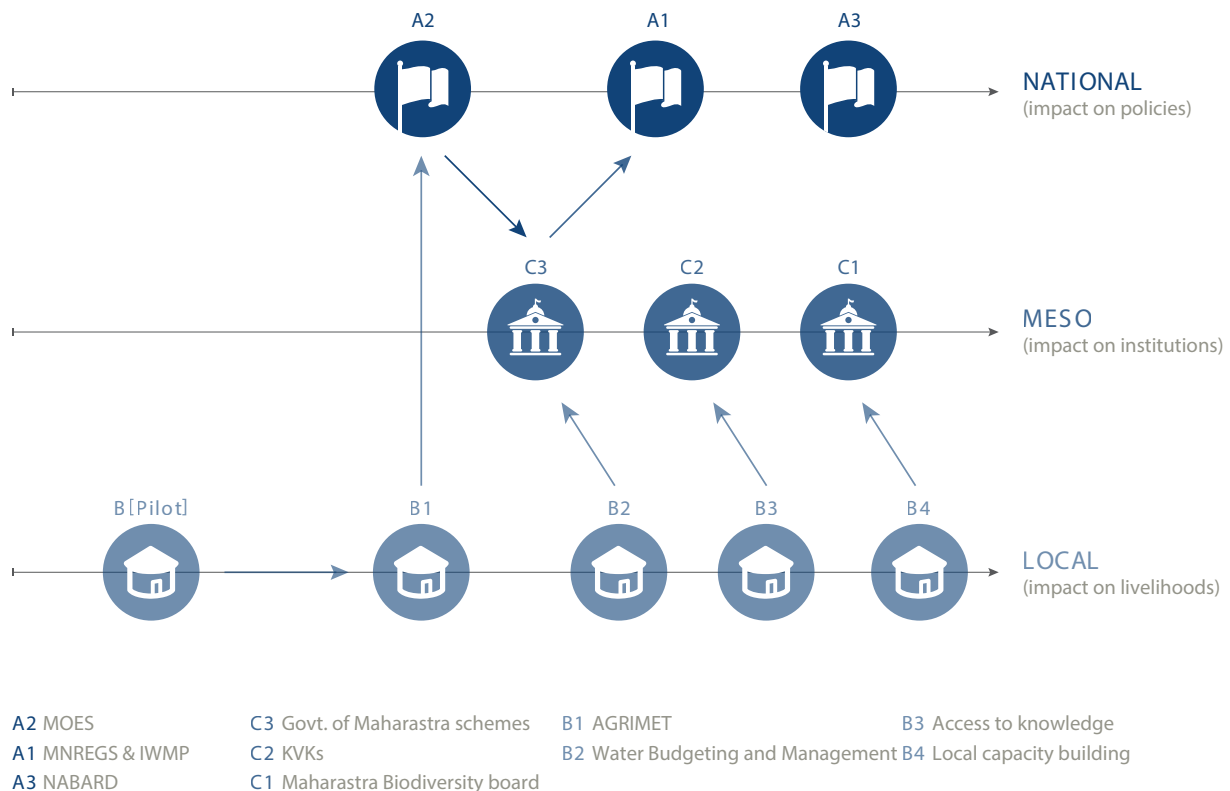 A2 A1 A3
NATIONAL
(impact on policies)
C3 C2 C1
MESO
(impact on institutions)
B [Pilot] B1 B2 B3 B4
LOCAL
(impact on livelihoods)
A2 MOES
A1 MNREGS & IWMP
A3 NABARD
C3 Govt. of Maharastra schemes
C2 KVKs
C1 Maharastra Biodiversity board
B1 AGRIMET
B2 Water Budgeting and Management
B3 Access to knowledge
B4 Local capacity building